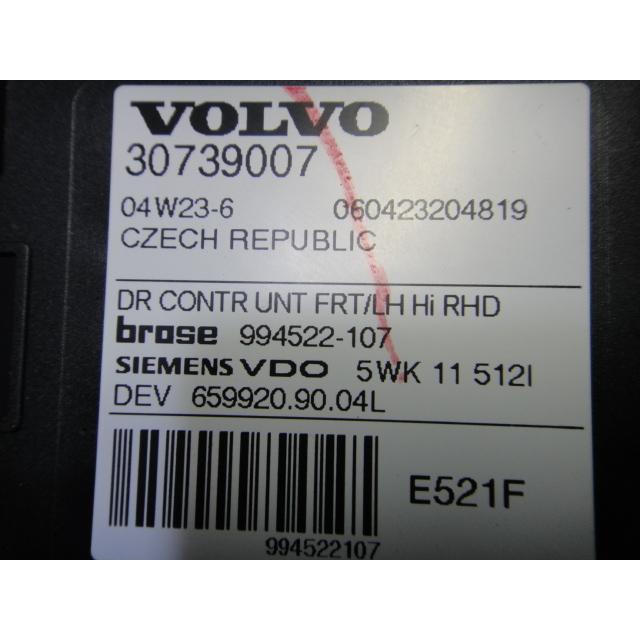 VOLVO
30739007
04W23-6 060423204819
CZECH REPUBLIC
DR CONTR UNT FRT/LH Hi RHD
brose 994522-107
SIEMENS VDO 5WK 11 512I
DEV 659920.90.04L
E521F
994522107